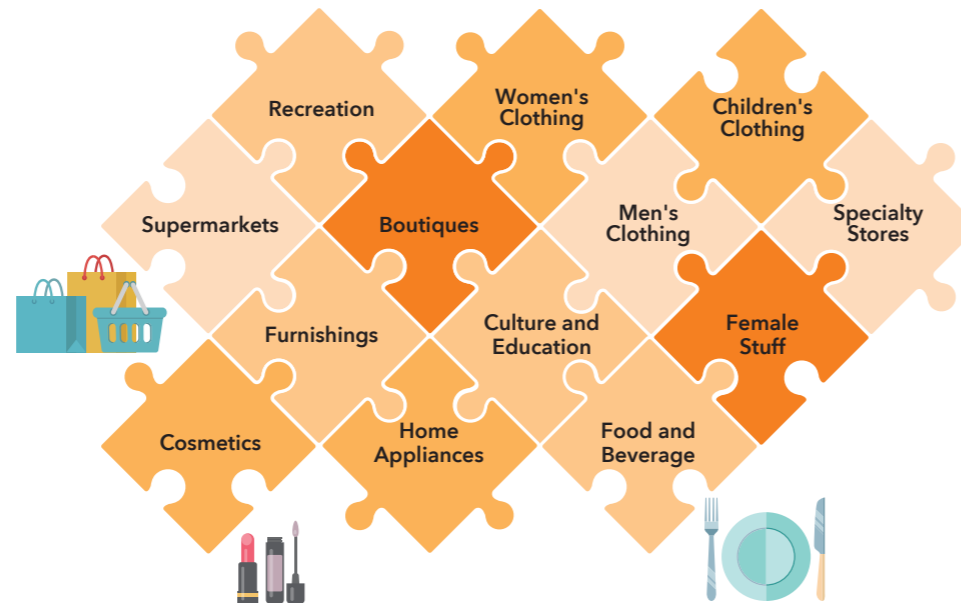 Recreation
Women's
Clothing
Children's
Clothing
Supermarkets
Boutiques
Men's
Clothing
Specialty
Stores
Furnishings
Culture and
Education
Female
Stuff
Cosmetics
Home
Appliances
Food and
Beverage